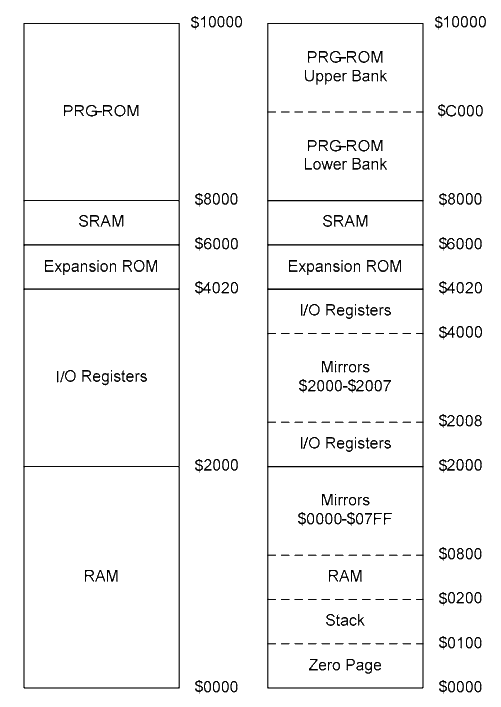 $10000
PRG-ROM
$8000
SRAM
$6000
Expansion ROM
$4020
I/O Registers
$2000
RAM
$0000
$10000
PRG-ROM
Upper Bank
$C000
PRG-ROM
Lower Bank
$8000
SRAM
$6000
Expansion ROM
$4020
I/O Registers
$4000
Mirrors
$2000-$2007
$2008
I/O Registers
$2000
Mirrors
$0000-$07FF
$0800
RAM
$0200
Stack
$0100
Zero Page
$0000